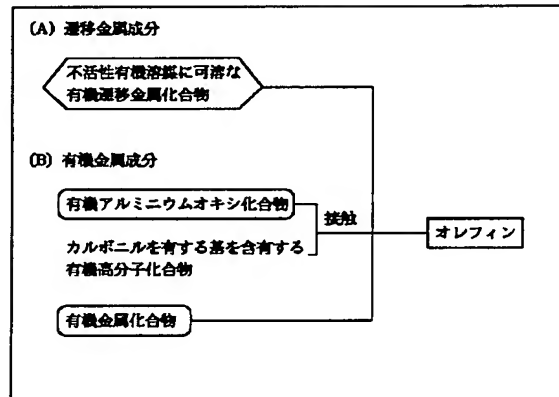 (A) 遷移金属成分
不活性有機溶媒に可溶な
有機遷移金属化合物
(B) 有機金属成分
有機アルミニウムオキシ化合物
接触
カルボニルを有する基を含有する
有機高分子化合物
オレフィン
有機金属化合物